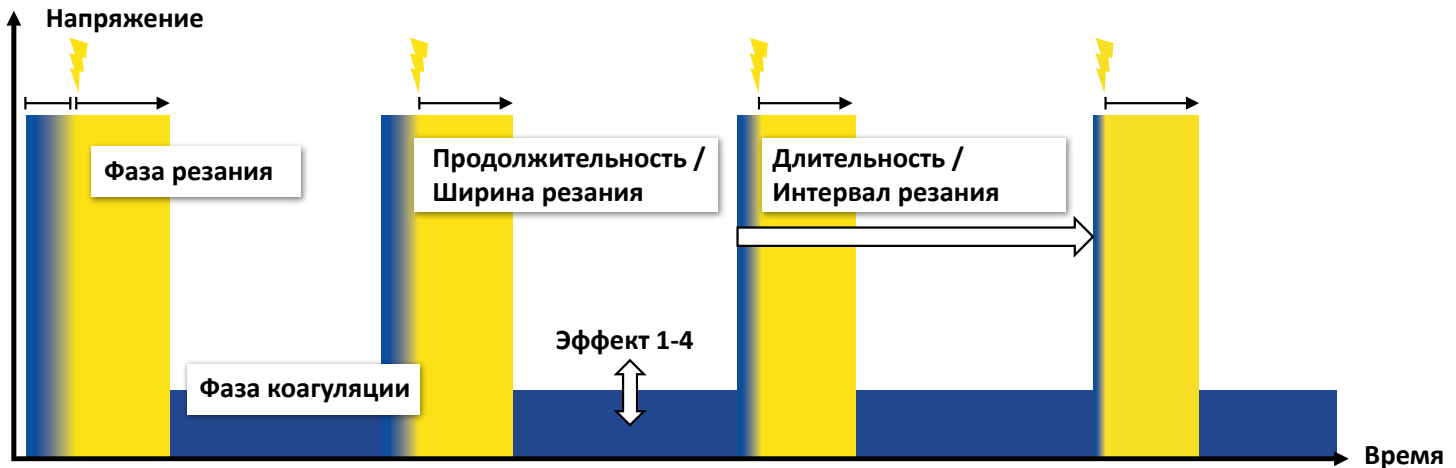 Напряжение
Фаза резания
Продолжительность /
Ширина резания
Длительность /
Интервал резания
Эффект 1-4
Фаза коагуляции
Время